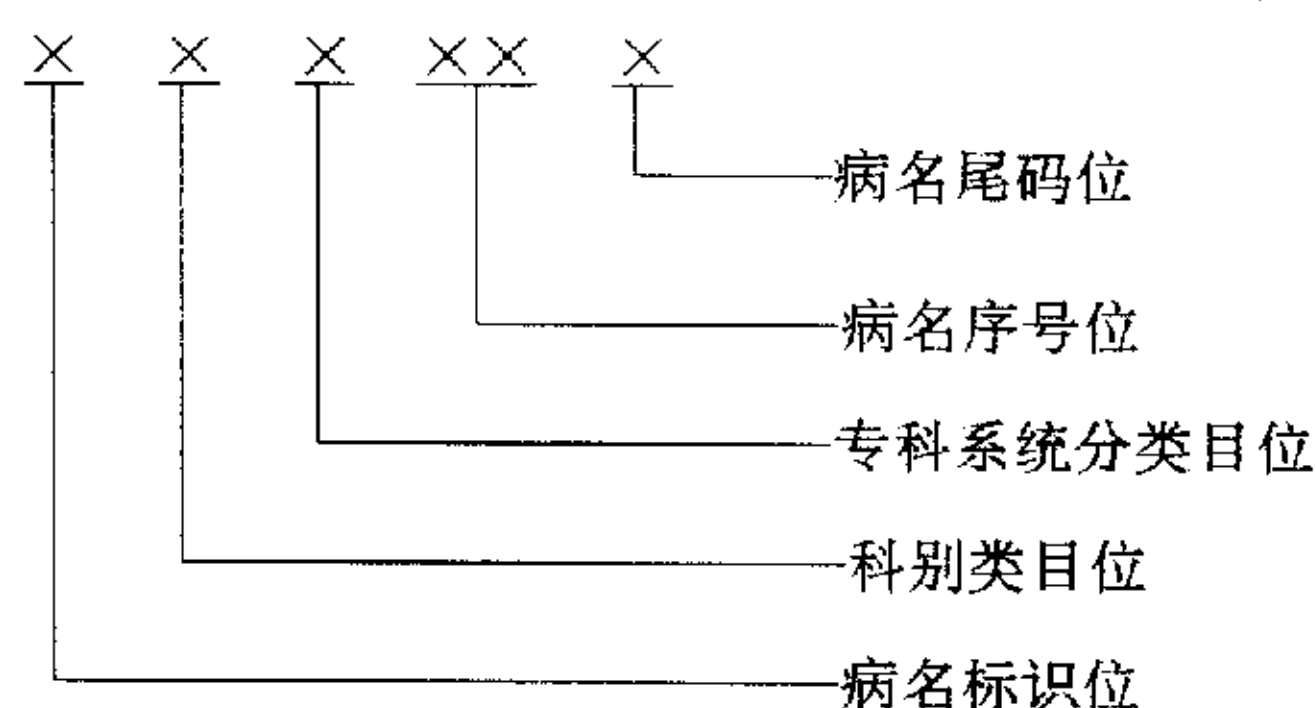 × × × ×× ×
病名尾码位
病名序号位
专科系统分类目位
科别类目位
病名标识位